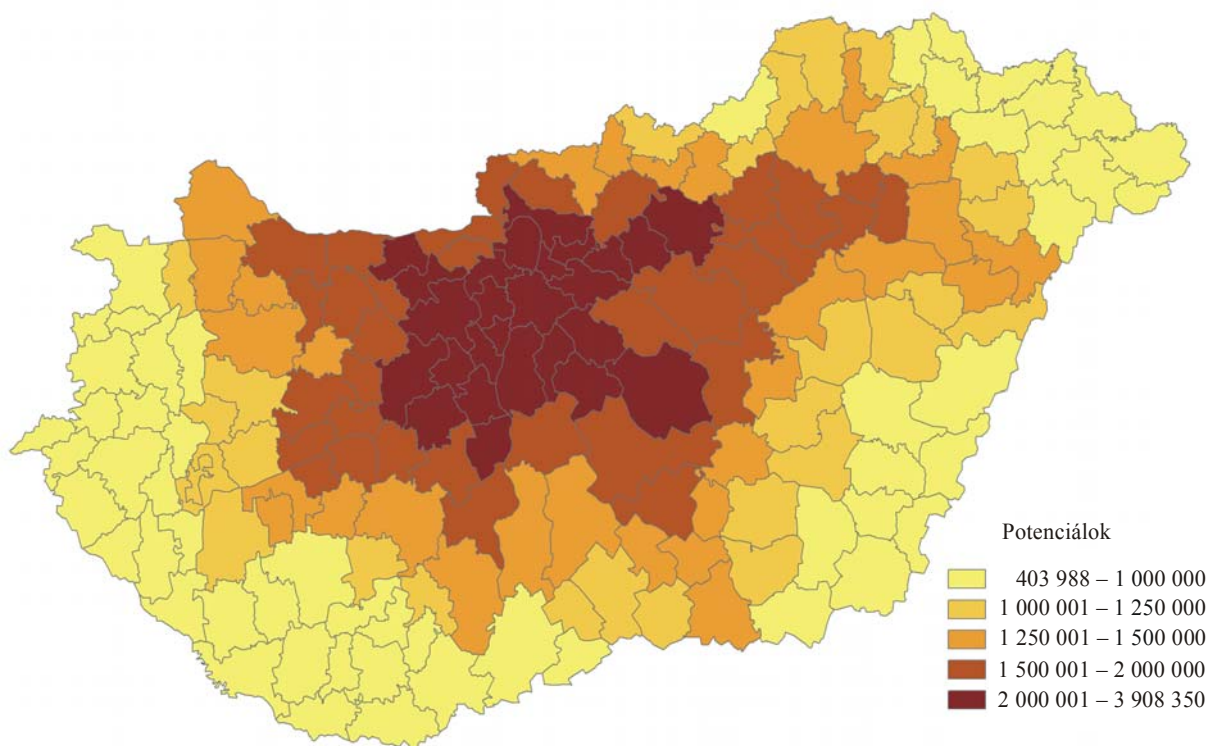 Potenciálok
403 988 – 1 000 000
1 000 001 – 1 250 000
1 250 001 – 1 500 000
1 500 001 – 2 000 000
2 000 001 – 3 908 350